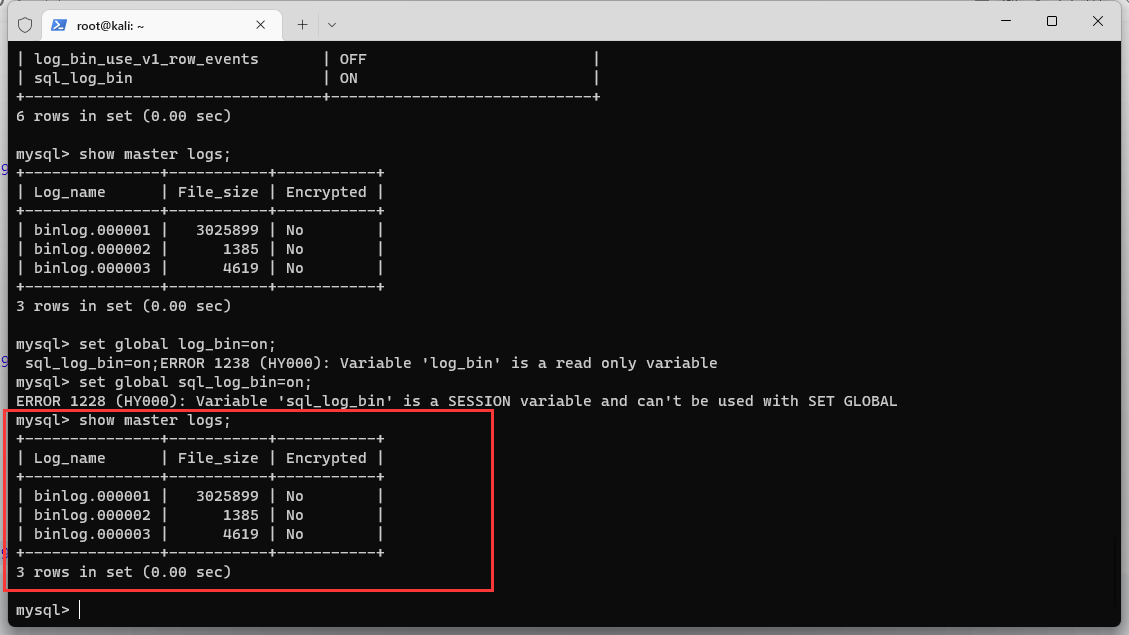 root@kali: ~
| log_bin_use_v1_row_events       | OFF                         |
| sql_log_bin                     | ON                          |
+---------------------------------+-----------------------------+
6 rows in set (0.00 sec)
mysql> show master logs;
+---------------+-----------+-----------+
| Log_name      | File_size | Encrypted |
+---------------+-----------+-----------+
| binlog.000001 |   3025899 | No        |
| binlog.000002 |      1385 | No        |
| binlog.000003 |      4619 | No        |
+---------------+-----------+-----------+
3 rows in set (0.00 sec)
mysql> set global log_bin=on;
 sql_log_bin=on;ERROR 1238 (HY000): Variable 'log_bin' is a read only variable
mysql> set global sql_log_bin=on;
ERROR 1228 (HY000): Variable 'sql_log_bin' is a SESSION variable and can't be used with SET GLOBAL
mysql> show master logs;
+---------------+-----------+-----------+
| Log_name      | File_size | Encrypted |
+---------------+-----------+-----------+
| binlog.000001 |   3025899 | No        |
| binlog.000002 |      1385 | No        |
| binlog.000003 |      4619 | No        |
+---------------+-----------+-----------+
3 rows in set (0.00 sec)
mysql>